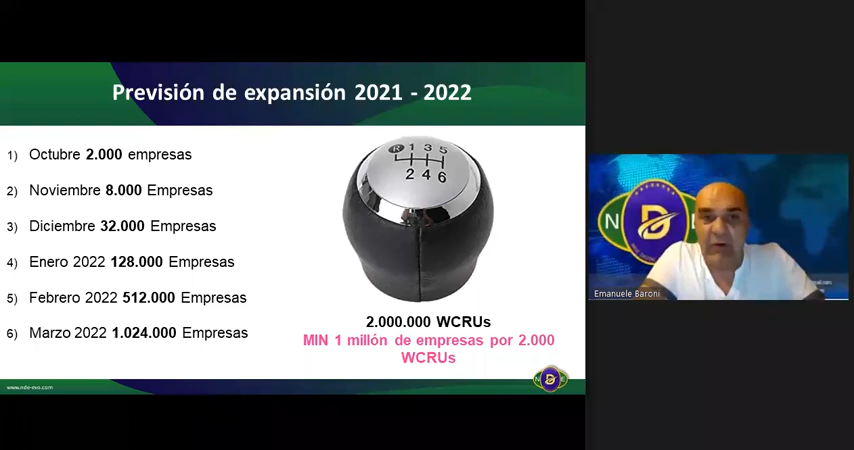 Previsión de expansión 2021 - 2022
1) Octubre 2.000 empresas
2) Noviembre 8.000 Empresas
3) Diciembre 32.000 Empresas
4) Enero 2022 128.000 Empresas
5) Febrero 2022 512.000 Empresas
6) Marzo 2022 1.024.000 Empresas
R 1 3 5
2 4 6
2.000.000 WCRUs
MIN 1 millón de empresas por 2.000
WCRUs
www.nde-exo.com
N D E
N D E
Emanuele Baroni